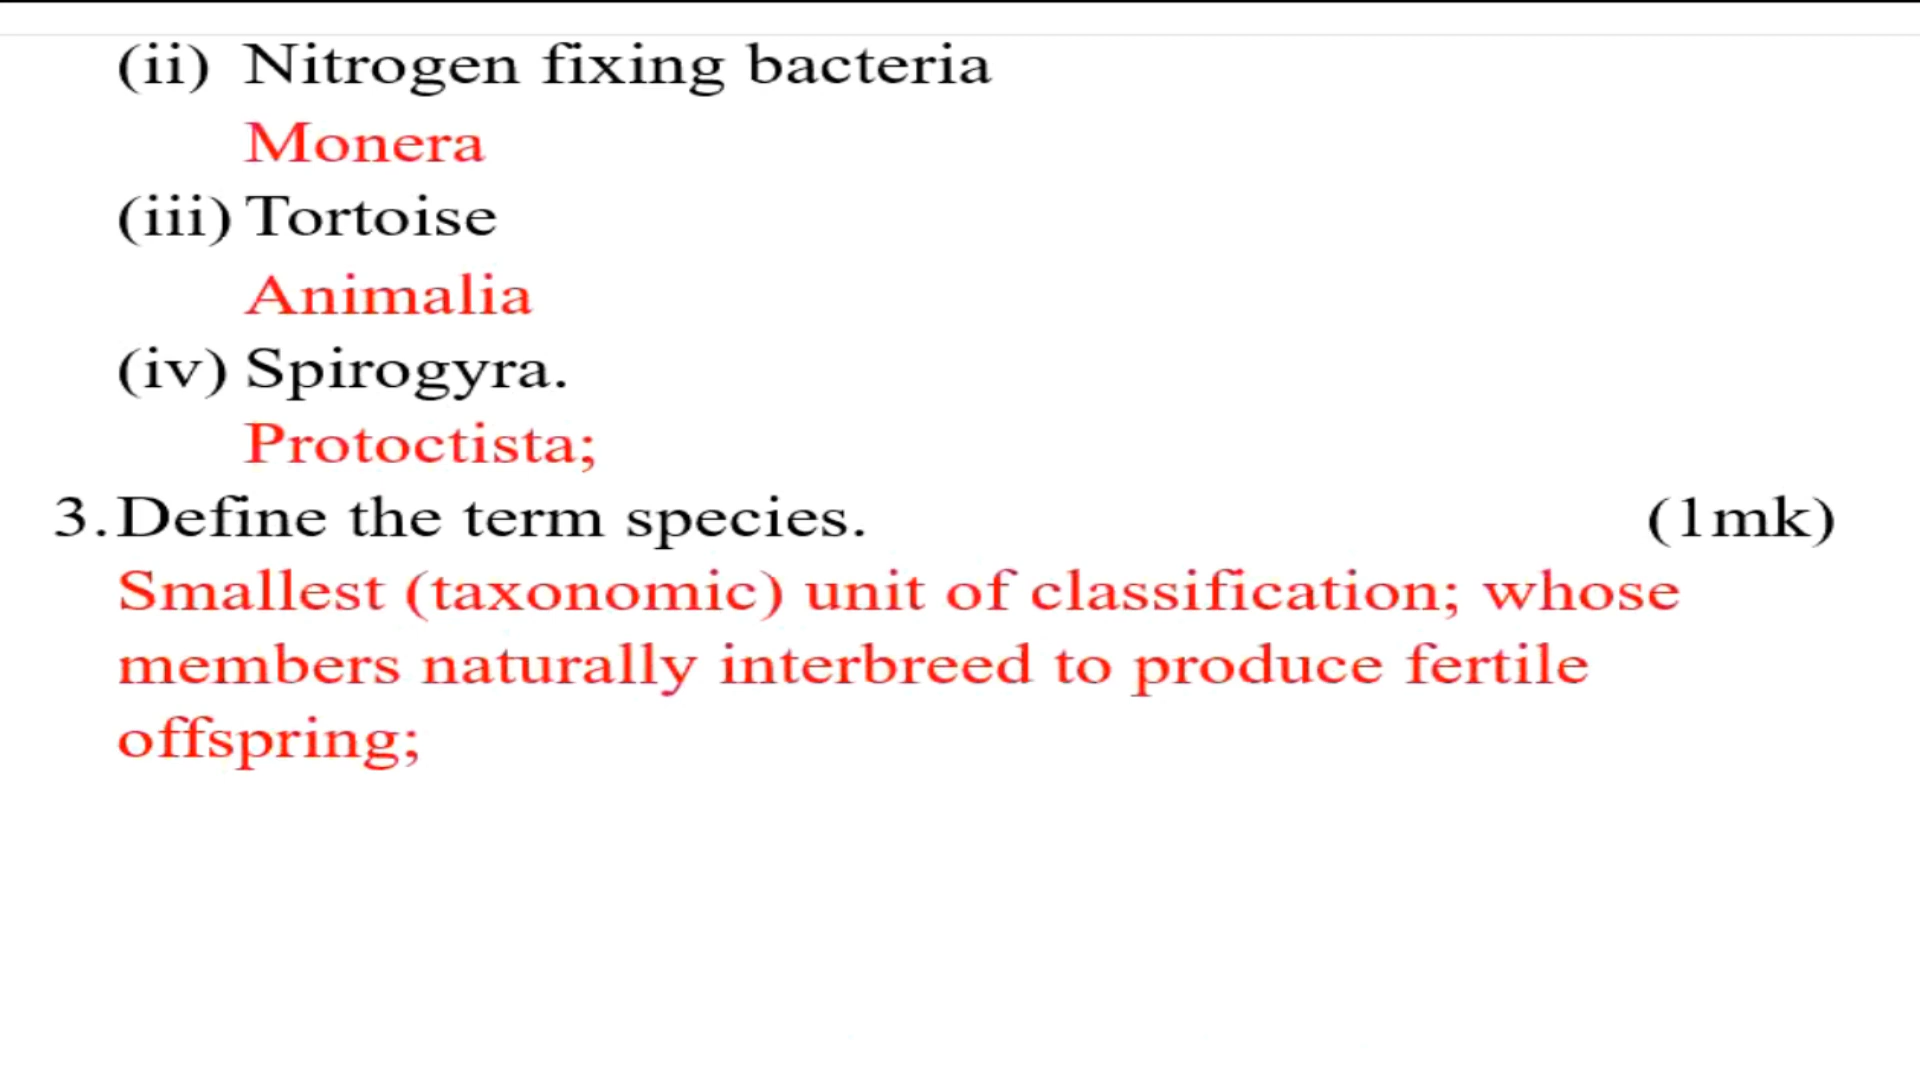 (ii) Nitrogen fixing bacteria
Monera
(iii) Tortoise
Animalia
(iv) Spirogyra.
Protoctista;
3. Define the term species. (1mk)
Smallest (taxonomic) unit of classification; whose
members naturally interbreed to produce fertile
offspring;